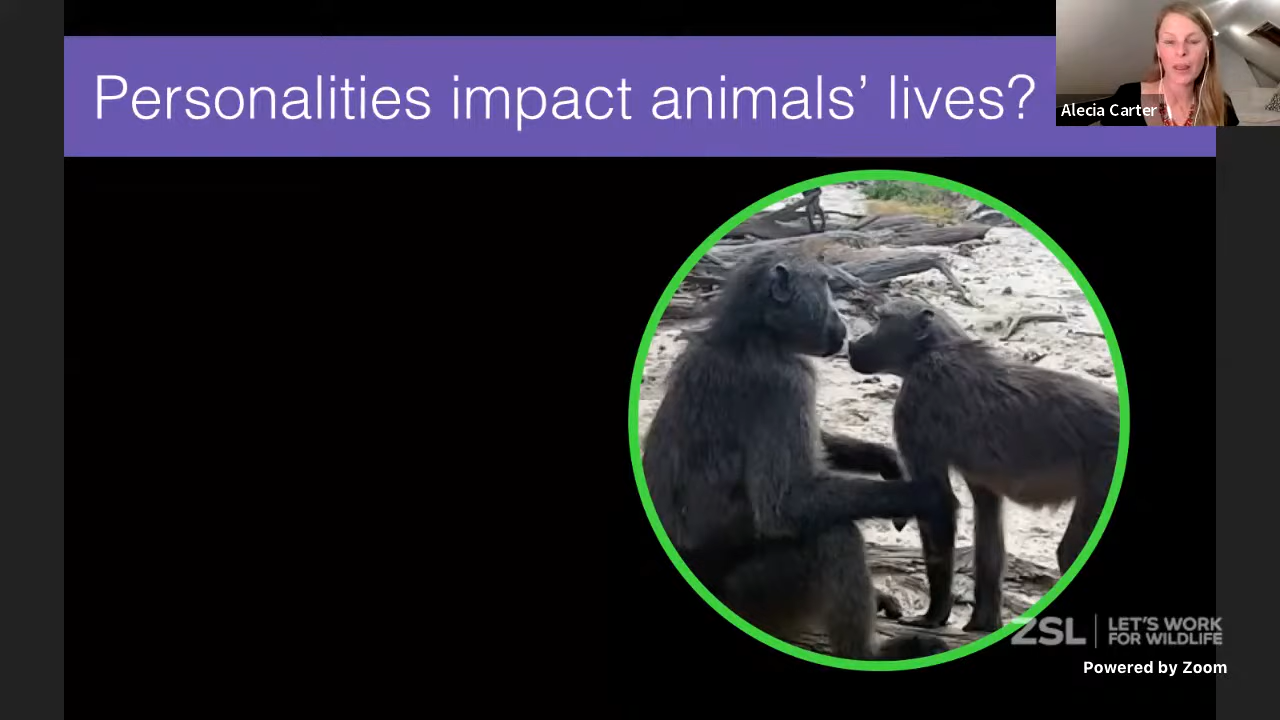 Personalities impact animals’ lives?
Alecia Carter
ZSL
LET'S WORK
FOR WILDLIFE
Powered by Zoom